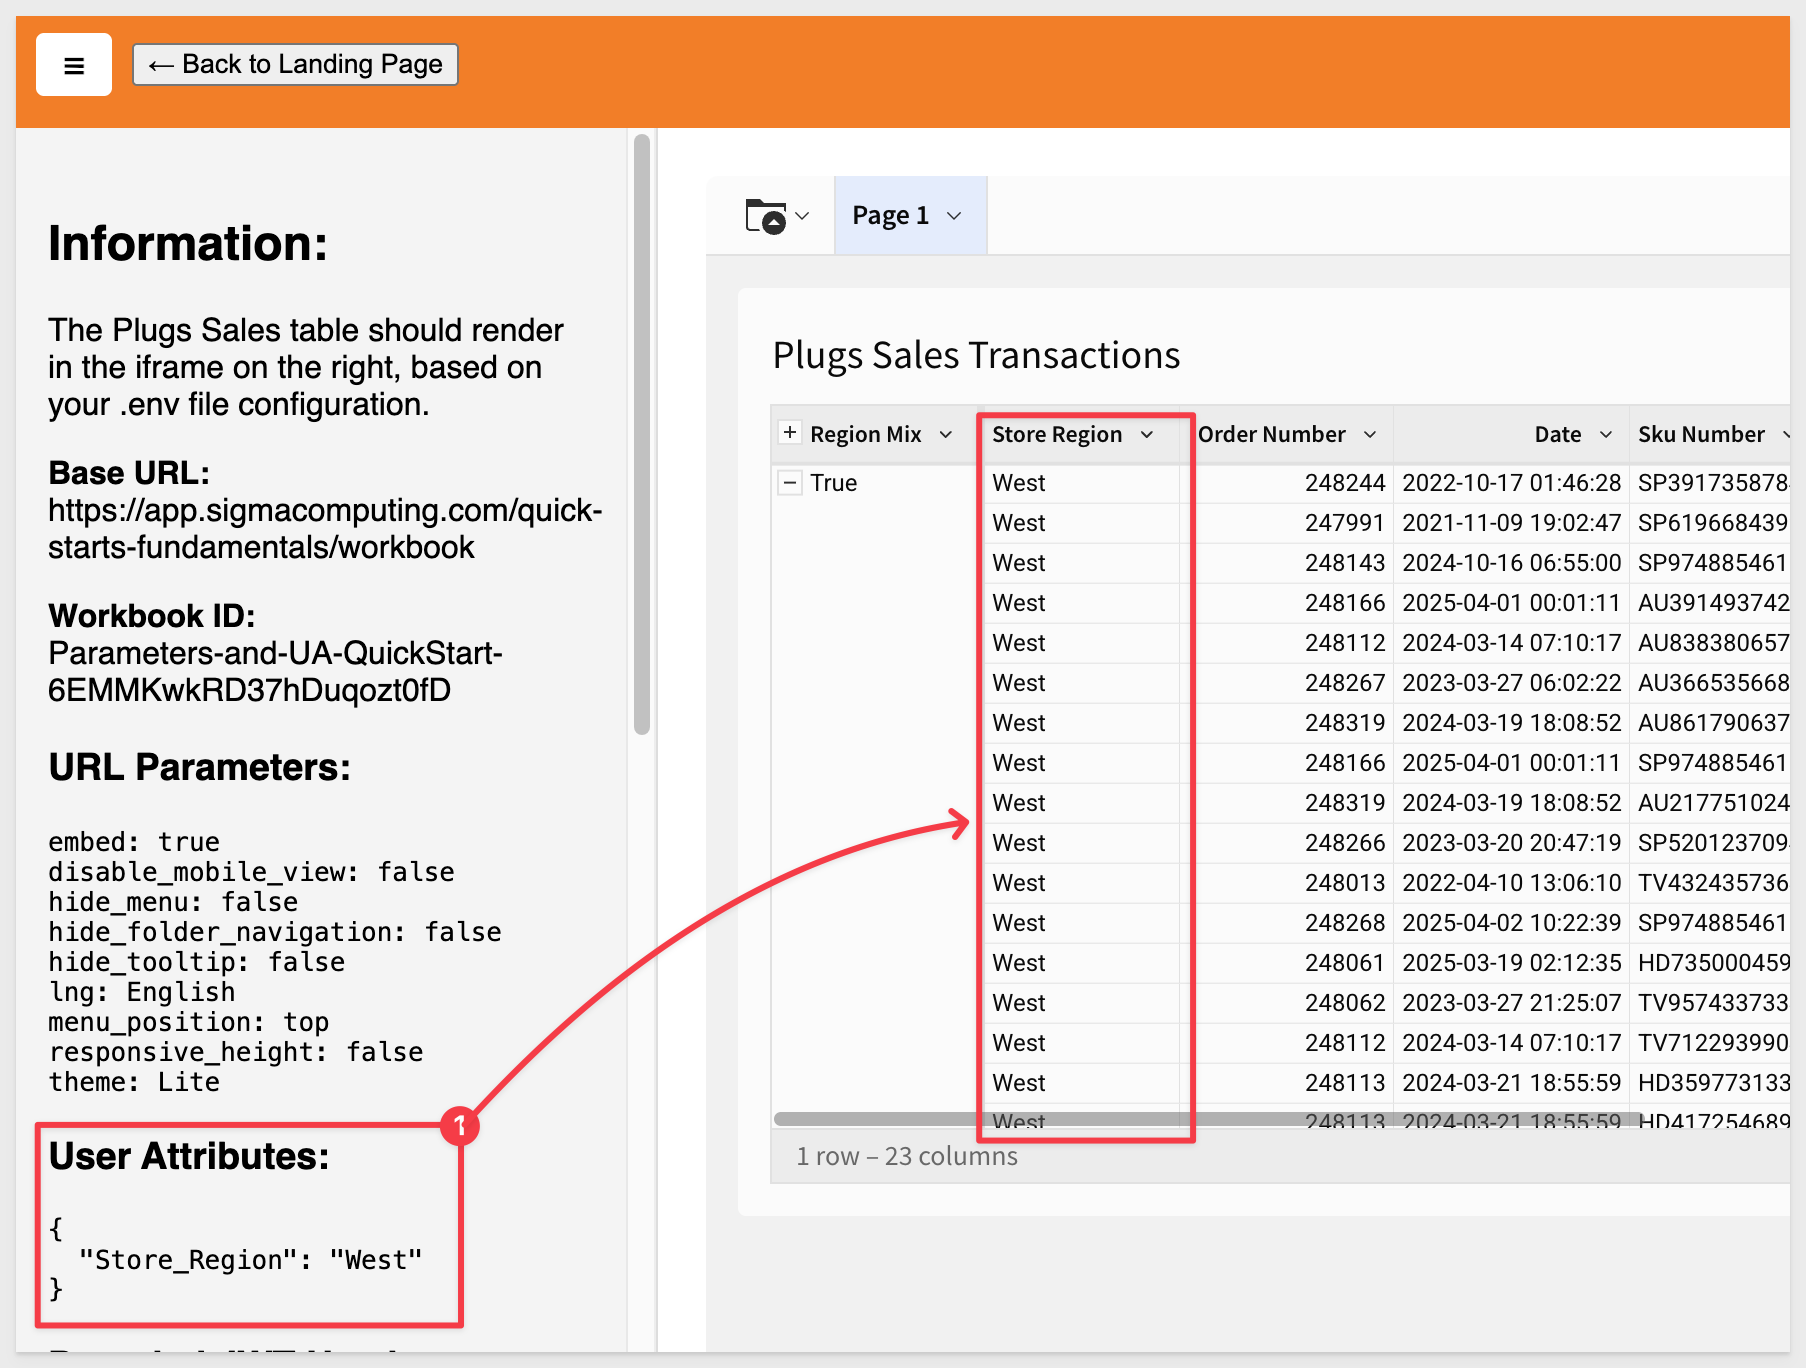 ← Back to Landing Page
Information:
The Plugs Sales table should render
in the iframe on the right, based on
your .env file configuration.
Base URL:
https://app.sigmacomputing.com/quick-
starts-fundamentals/workbook
Workbook ID:
Parameters-and-UA-QuickStart-
6EMMKwkRD37hDuqozt0fD
URL Parameters:
embed: true
disable_mobile_view: false
hide_menu: false
hide_folder_navigation: false
hide_tooltip: false
lng: English
menu_position: top
responsive_height: false
theme: Lite
1
User Attributes:
{
"Store_Region": "West"
}
Page 1
Plugs Sales Transactions
Region Mix Store Region Order Number Date Sku Number
True West 248244 2022-10-17 01:46:28 SP391735878
West 247991 2021-11-09 19:02:47 SP619668439
West 248143 2024-10-16 06:55:00 SP974885461
West 248166 2025-04-01 00:01:11 AU391493742
West 248112 2024-03-14 07:10:17 AU838380657
West 248267 2023-03-27 06:02:22 AU366535668
West 248319 2024-03-19 18:08:52 AU861790637
West 248166 2025-04-01 00:01:11 SP974885461
West 248319 2024-03-19 18:08:52 AU217751024
West 248266 2023-03-20 20:47:19 SP520123709
West 248013 2022-04-10 13:06:10 TV432435736
West 248268 2025-04-02 10:22:39 SP974885461
West 248061 2025-03-19 02:12:35 HD735000459
West 248062 2023-03-27 21:25:07 TV957433733
West 248112 2024-03-14 07:10:17 TV712293990
West 248113 2024-03-21 18:55:59 HD359773133
West 248113 2024-03-21 18:55:59 HD417254689
1 row – 23 columns